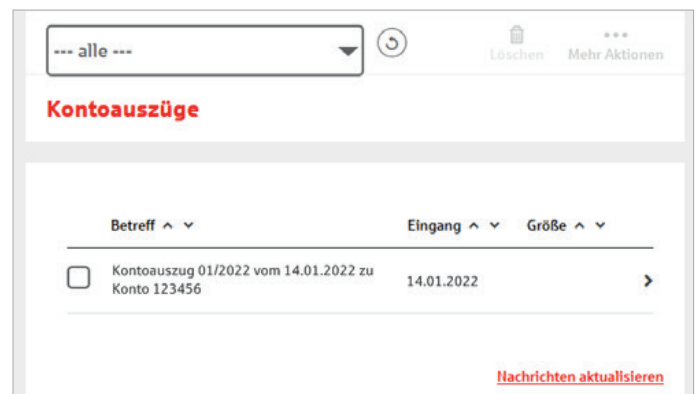 --- alle ---
Löschen
Mehr Aktionen
Kontoauszüge
Betreff Eingang Größe
Kontoauszug 01/2022 vom 14.01.2022 zu
Konto 123456
14.01.2022
Nachrichten aktualisieren